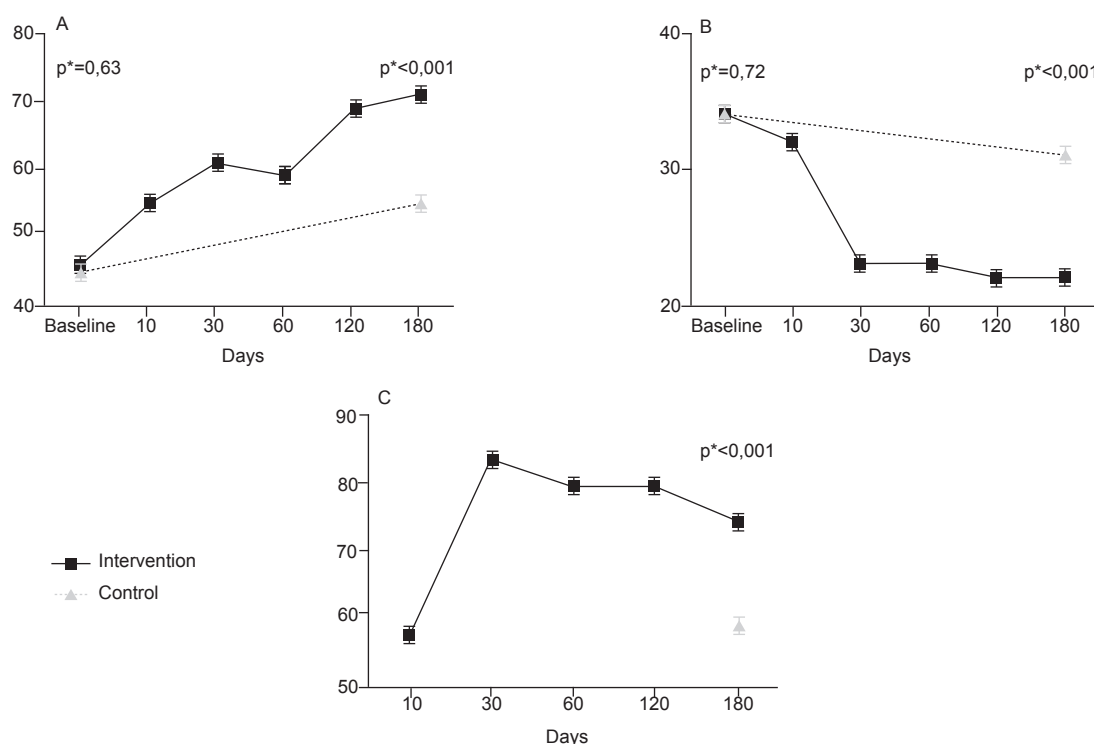 A
80
p*=0,63
p*<0,001
70
60
50
40
Baseline 10 30 60 120 180
Days
B
40
p*=0,72
p*<0,001
30
20
Baseline 10 30 60 120 180
Days
C
90
p*<0,001
80
70
60
50
10 30 60 120 180
Days
Intervention
Control